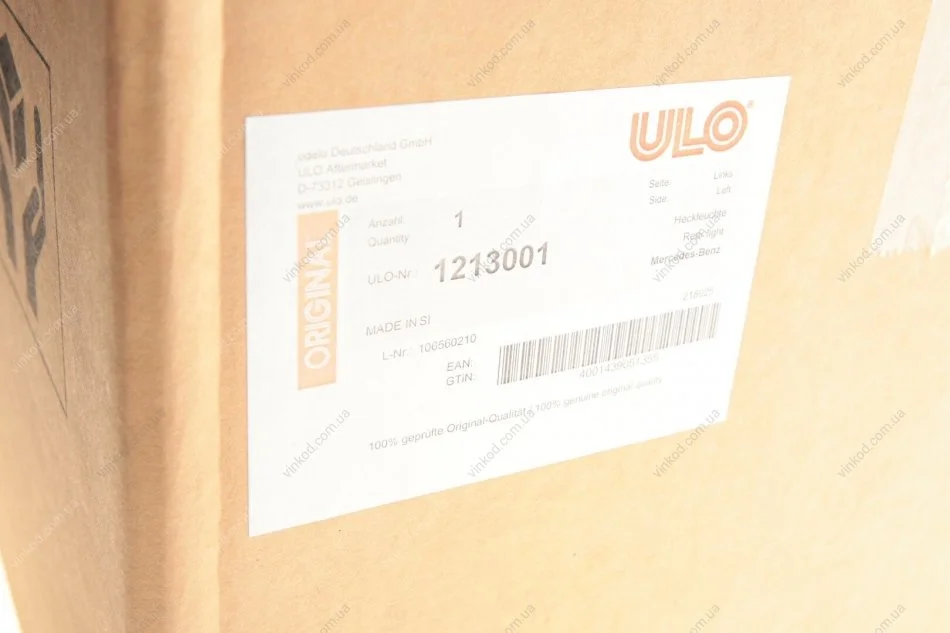 ULO®
odelo Deutschland GmbH
ULO Aftermarket
D-73312 Geislingen
www.ulo.de
Seite: Links
Side: Left
Anzahl: 1
Quantity
Heckleuchte
Rearlight
Mercedes-Benz
ULO-Nr.: 1213001
ORIGINAL
MADE IN SI
L-Nr.: 100560210
EAN:
GTIN:
100% geprüfte Original-Qualität / 100% genuine original quality
vinkod.com.ua